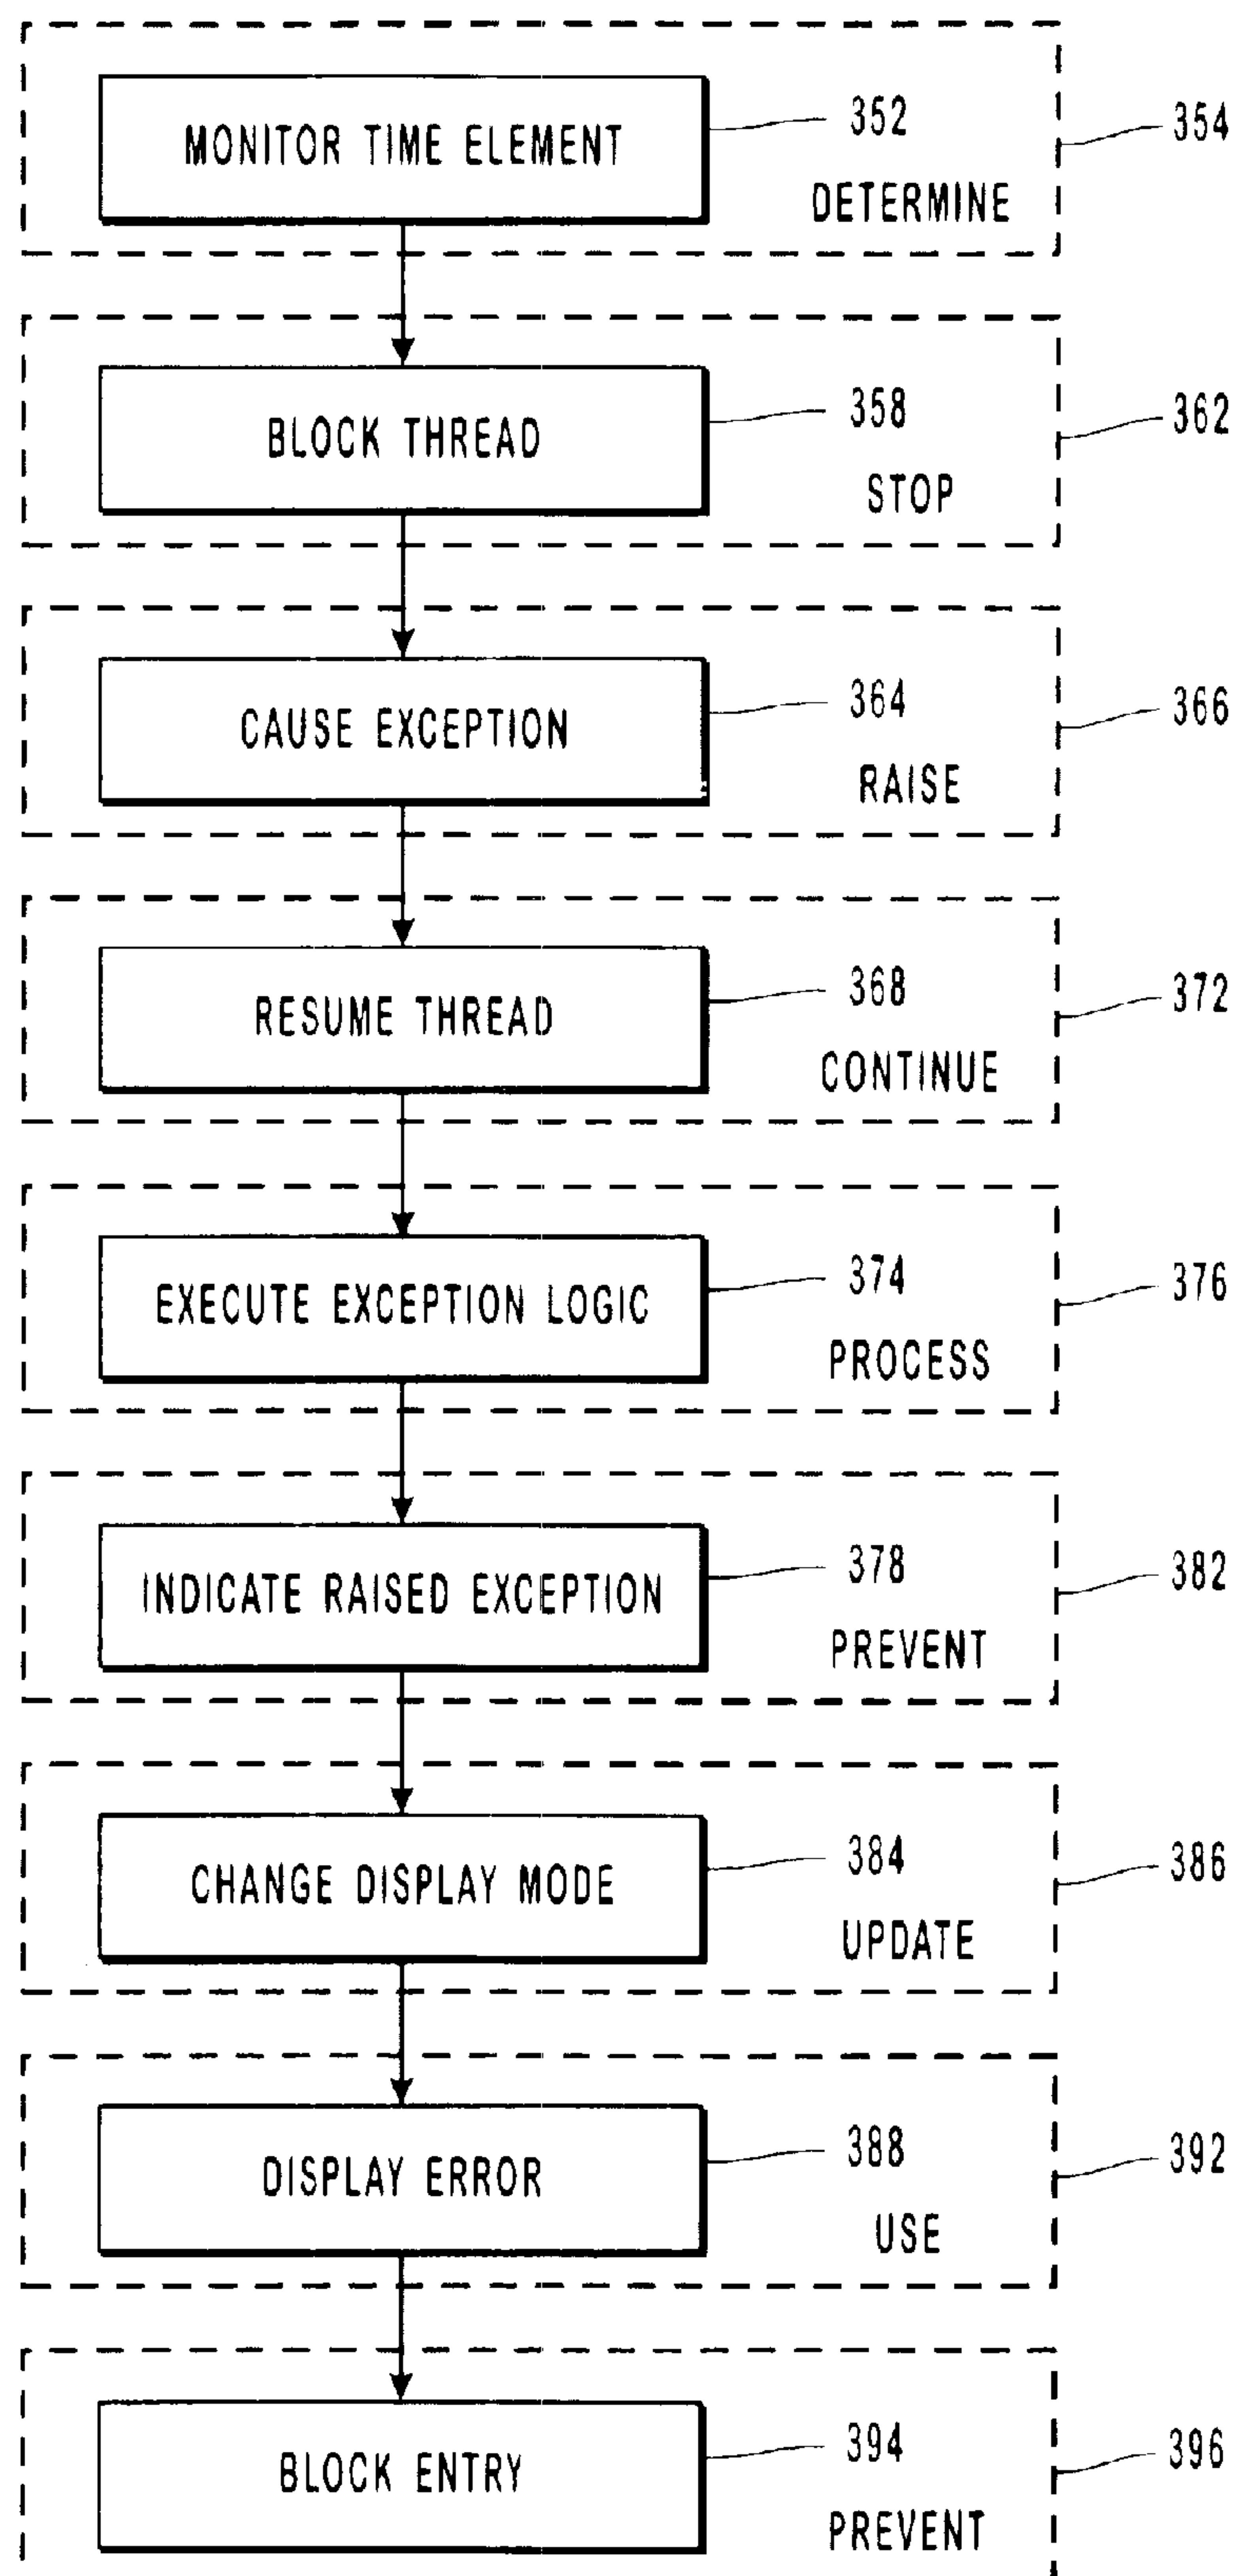 MONITOR TIME ELEMENT
352
354
DETERMINE
BLOCK THREAD
358
362
STOP
CAUSE EXCEPTION
364
366
RAISE
RESUME THREAD
368
372
CONTINUE
EXECUTE EXCEPTION LOGIC
374
376
PROCESS
INDICATE RAISED EXCEPTION
378
382
PREVENT
CHANGE DISPLAY MODE
384
386
UPDATE
DISPLAY ERROR
388
392
USE
BLOCK ENTRY
394
396
PREVENT